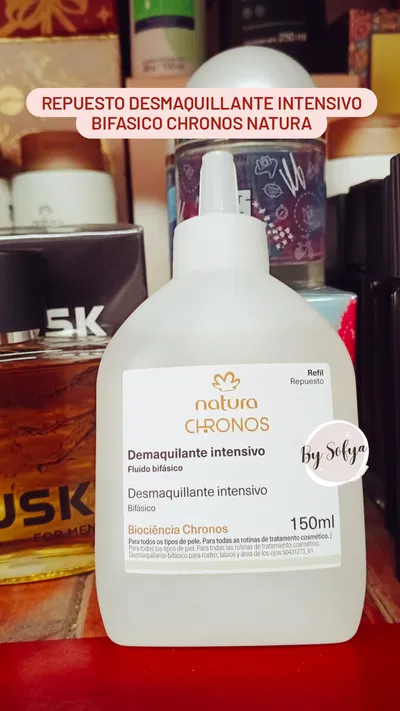 REPUESTO DESMAQUILLANTE INTENSIVO
BIFASICO CHRONOS NATURA
natura
SK
USK
FOR MEN
Refil
Repuesto
natura
CHRONOS
By Sofya
Demaquilante intensivo
Fluido bifásico
Desmaquillante intensivo
Bifásico
Biociência Chronos
150ml
Para todos os tipos de pele. Para todas as rotinas de tratamento cosmético. |
Para todos los tipos de piel. Para todas las rutinas de tratamiento cosmético.
Desmaquillante bifásico para rostro, labios y área de los ojos